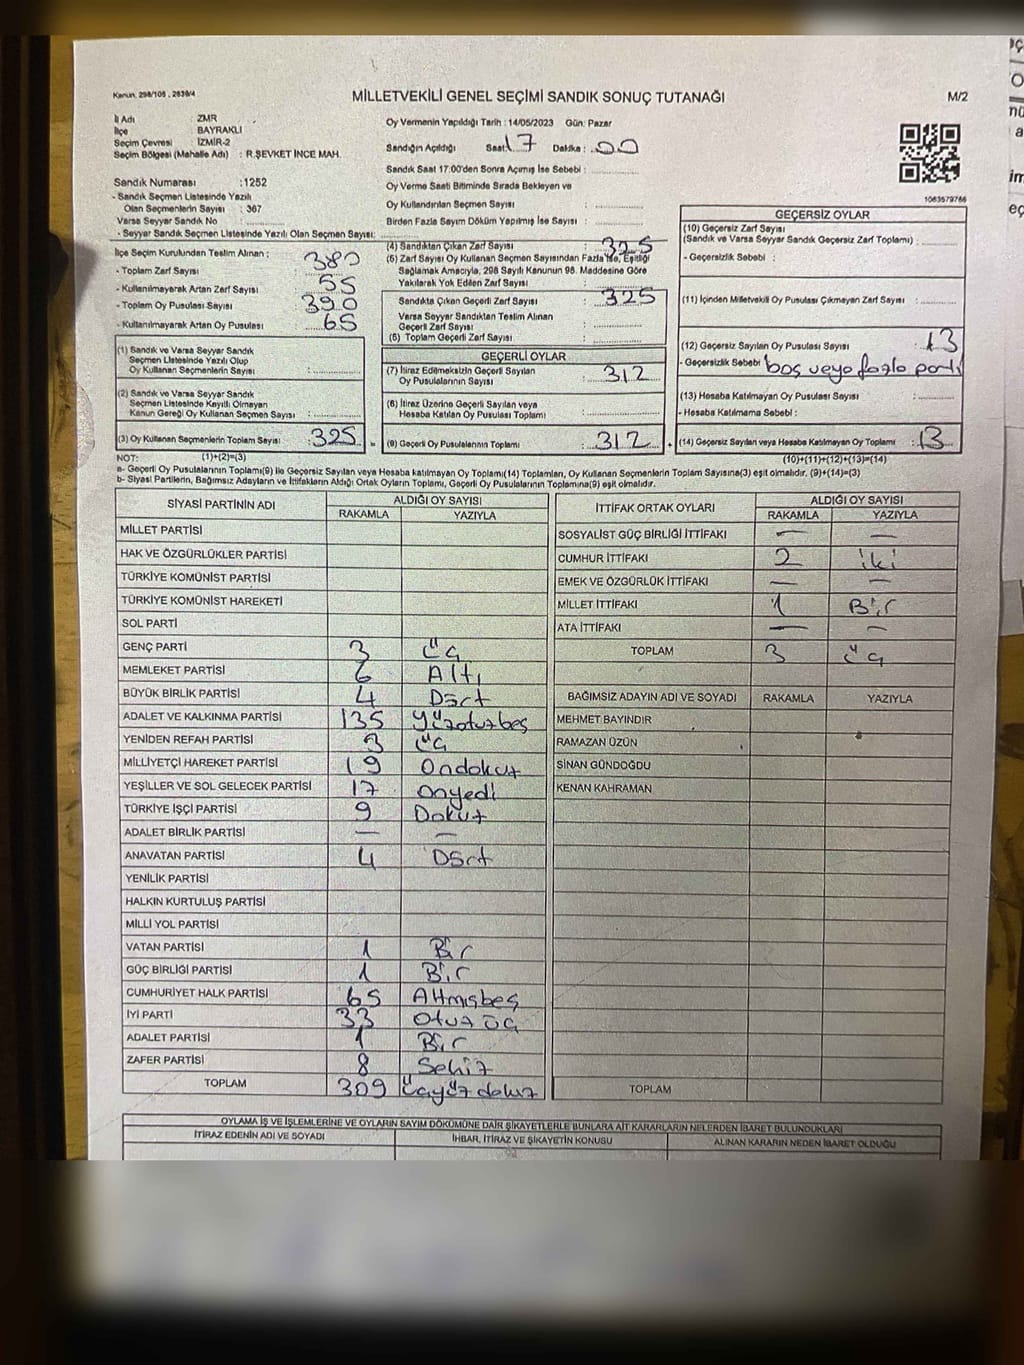 Kanun, 298/105 , 2839/4
MİLLETVEKİLİ GENEL SEÇİMİ SANDIK SONUÇ TUTANAĞI
M/2
İl Adı ZMR
İlçe BAYRAKLI
Seçim Çevresi İZMİR-2
Seçim Bölgesi (Mahalle Adı) : R.ŞEVKET İNCE MAH.
Sandık Numarası :1252
- Sandık Seçmen Listesinde Yazılı
Olan Seçmenlerin Sayısı : 367
Varsa Seyyar Sandık No
- Seyyar Sandık Seçmen Listesinde Yazılı Olan Seçmen Sayısı:
Oy Vermenin Yapıldığı Tarih : 14/05/2023 Gün: Pazar
Sandığın Açıldığı Saat: 17 Dakika : 00
Sandık Saat 17.00'den Sonra Açımış İse Sebebi :
Oy Verme Saati Bitiminde Sırada Bekleyen ve
Oy Kullandırılan Seçmen Sayısı :
Birden Fazla Sayım Döküm Yapılmış İse Sayısı :
1063579766
İlçe Seçim Kurulundan Teslim Alınan :
- Toplam Zarf Sayısı 380
- Kullanılmayarak Artan Zarf Sayısı 55
- Toplam Oy Pusulası Sayısı 390
- Kullanılmayarak Artan Oy Pusulası : 65
(1) Sandık ve Varsa Seyyar Sandık
Seçmen Listesinde Yazılı Olup
Oy Kullanan Seçmenlerin Sayısı :
(2) Sandık ve Varsa Seyyar Sandık
Seçmen Listesinde Kayıtlı Olmayan
Kanun Gereği Oy Kullanan Seçmen Sayısı :
(3) Oy Kullanan Seçmenlerin Toplam Sayısı : 325
(4) Sandıktan Çıkan Zarf Sayısı : 325
(5) Zarf Sayısı Oy Kullanan Seçmen Sayısından Fazla İse, Eşitliği
Sağlamak Amacıyla, 298 Sayılı Kanunun 98. Maddesine Göre
Yakılarak Yok Edilen Zarf Sayısı :
Sandıkta Çıkan Geçerli Zarf Sayısı : 325
Varsa Seyyar Sandıktan Teslim Alınan
Geçerli Zarf Sayısı :
(6) Toplam Geçerli Zarf Sayısı :
GEÇERLİ OYLAR
(7) İtiraz Edilmeksizin Geçerli Sayılan
Oy Pusulalarının Sayısı : 312
(8) İtiraz Üzerine Geçerli Sayılan veya
Hesaba Katılan Oy Pusulası Toplamı :
(9) Geçerli Oy Pusulalarının Toplamı : 312
GEÇERSİZ OYLAR
(10) Geçersiz Zarf Sayısı
(Sandık ve Varsa Seyyar Sandık Geçersiz Zarf Toplamı) :
- Geçersizlik Sebebi :
(11) İçinden Milletvekili Oy Pusulası Çıkmayan Zarf Sayısı :
(12) Geçersiz Sayılan Oy Pusulası Sayısı : 13
- Geçersizlik Sebebi : boş veya fazla parti
(13) Hesaba Katılmayan Oy Pusulası Sayısı :
- Hesaba Katılmama Sebebi :
(14) Geçersiz Sayılan veya Hesaba Katılmayan Oy Toplamı : 13
NOT: (1)+(2)=(3) (10)+(11)+(12)+(13)=(14)
a- Geçerli Oy Pusulalarının Toplamı(9) ile Geçersiz Sayılan veya Hesaba katılmayan Oy Toplamı(14) Toplamları, Oy Kullanan Seçmenlerin Toplam Sayısına(3) eşit olmalıdır. (9)+(14)=(3)
b- Siyasi Partilerin, Bağımsız Adayların ve İttifakların Aldığı Ortak Oyların Toplamı, Geçerli Oy Pusulalarının Toplamına(9) eşit olmalıdır.
SİYASİ PARTİNİN ADI ALDIĞI OY SAYISI
RAKAMLA YAZIYLA
MİLLET PARTİSİ
HAK VE ÖZGÜRLÜKLER PARTİSİ
TÜRKİYE KOMÜNİST PARTİSİ
TÜRKİYE KOMÜNİST HAREKETİ
SOL PARTİ
GENÇ PARTİ 3 Üç
MEMLEKET PARTİSİ 6 Altı
BÜYÜK BİRLİK PARTİSİ 4 Dört
ADALET VE KALKINMA PARTİSİ 135 Yüzotuzbeş
YENİDEN REFAH PARTİSİ 3 Üç
MİLLİYETÇİ HAREKET PARTİSİ 19 Ondokuz
YEŞİLLER VE SOL GELECEK PARTİSİ 17 Onyedi
TÜRKİYE İŞÇİ PARTİSİ 9 Dokuz
ADALET BİRLİK PARTİSİ — —
ANAVATAN PARTİSİ 4 Dört
YENİLİK PARTİSİ
HALKIN KURTULUŞ PARTİSİ
MİLLİ YOL PARTİSİ
VATAN PARTİSİ 1 Bir
GÜÇ BİRLİĞİ PARTİSİ 1 Bir
CUMHURİYET HALK PARTİSİ 65 Altmışbeş
İYİ PARTİ 33 Otuz üç
ADALET PARTİSİ 1 Bir
ZAFER PARTİSİ 8 Sekiz
TOPLAM 309 Üçyüz dokuz
İTTİFAK ORTAK OYLARI ALDIĞI OY SAYISI
RAKAMLA YAZIYLA
SOSYALİST GÜÇ BİRLİĞİ İTTİFAKI — —
CUMHUR İTTİFAKI 2 iki
EMEK VE ÖZGÜRLÜK İTTİFAKI — —
MİLLET İTTİFAKI 1 Bir
ATA İTTİFAKI — —
TOPLAM 3 Üç
BAĞIMSIZ ADAYIN ADI VE SOYADI RAKAMLA YAZIYLA
MEHMET BAYINDIR
RAMAZAN ÜZÜN
SİNAN GÜNDOĞDU
KENAN KAHRAMAN
TOPLAM
OYLAMA İŞ VE İŞLEMLERİNE VE OYLARIN SAYIM DÖKÜMÜNE DAİR ŞİKAYETLERLE BUNLARA AİT KARARLARIN NELERDEN İBARET BULUNDUKLARI
İTİRAZ EDENİN ADI VE SOYADI İHBAR, İTİRAZ VE ŞİKAYETİN KONUSU ALINAN KARARIN NEDEN İBARET OLDUĞU